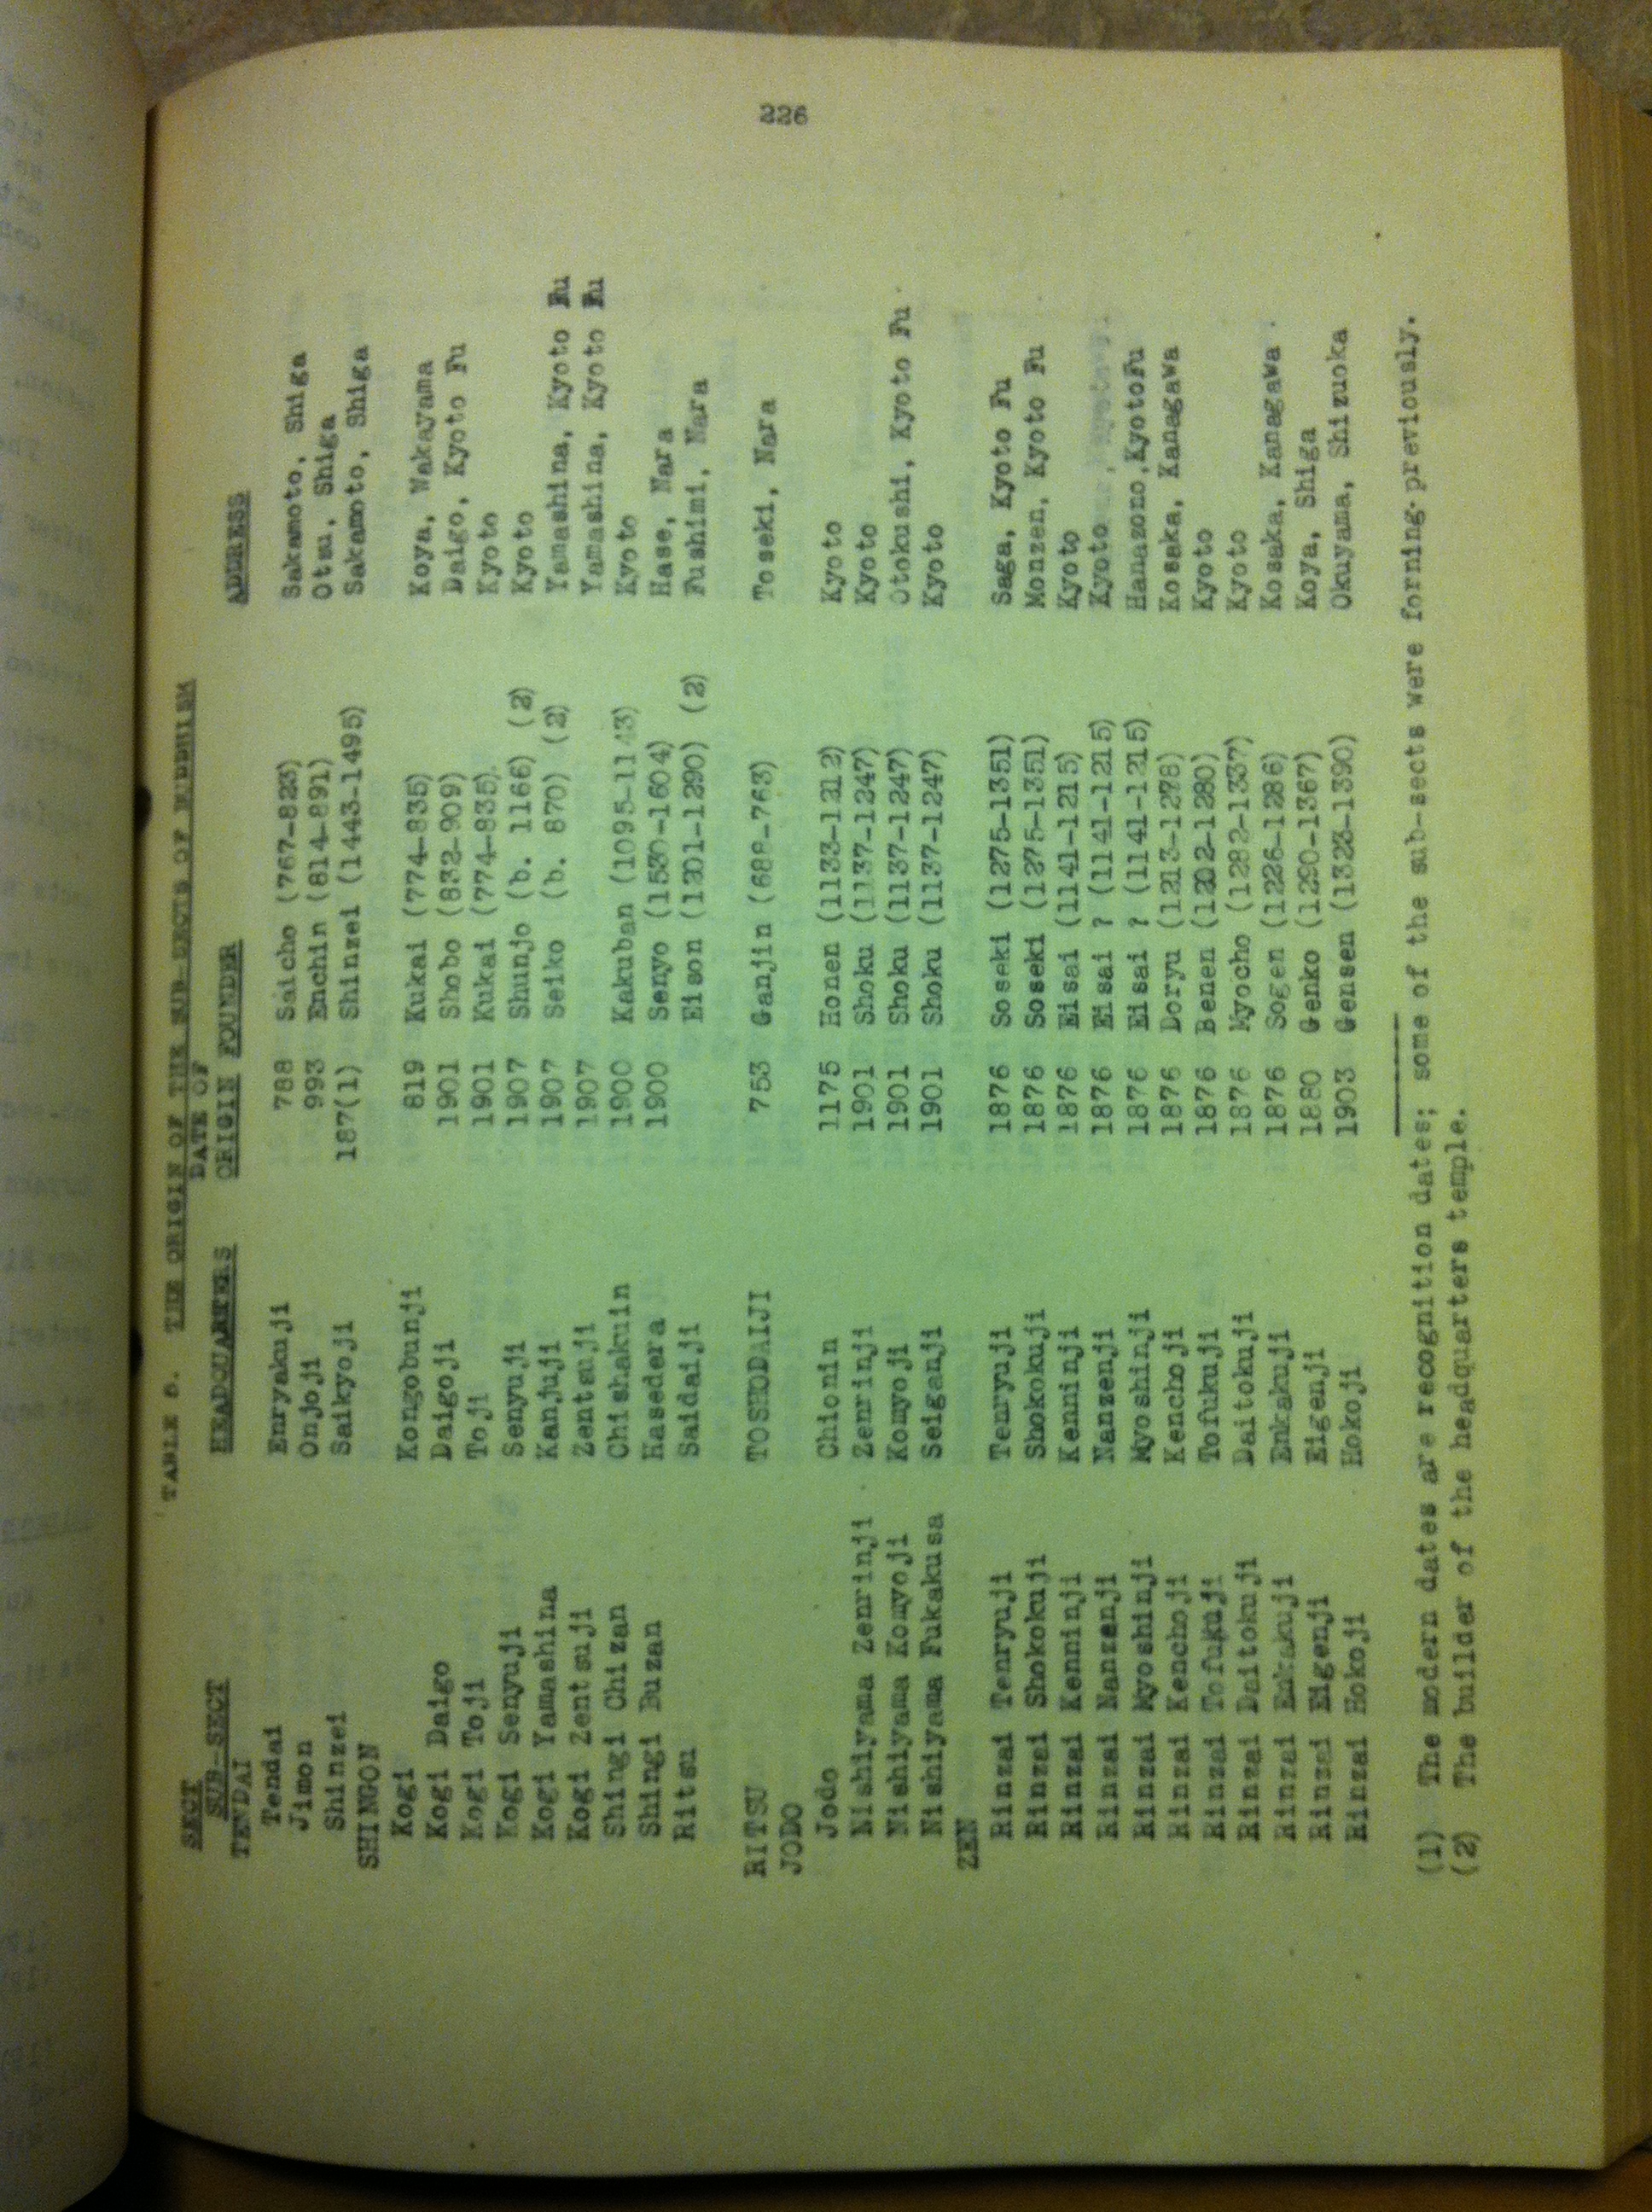 226
TABLE 5. THE ORIGIN OF THE SUB-SECTS OF BUDDHISM
SECT DATE OF
SUB-SECT HEADQUARTERS ORIGIN FOUNDER ADDRESS
TENDAI
Tendai Enryakuji 788 Saicho (767-823) Sakamoto, Shiga
Jimon Onjoji 993 Enchin (814-891) Otsu, Shiga
Shinzei Saikyoji 187(1) Shinzei (1443-1495) Sakamoto, Shiga
SHINGON
Kogi Kongobunji 819 Kukai (774-835) Koya, Wakayama
Kogi Daigo Daigoji 1901 Shobo (832-909) Daigo, Kyoto Fu
Kogi Toji Toji 1901 Kukai (774-835) Kyoto
Kogi Senyuji Senyuji 1907 Shunjo (b. 1166) (2) Kyoto
Kogi Yamashina Kanjuji 1907 Seiko (b. 870) (2) Yamashina, Kyoto Fu
Kogi Zentsuji Zentsuji 1907 Yamashina, Kyoto Fu
Shingi Chizan Chishakuin 1900 Kakuban (1095-1143) Kyoto
Shingi Buzan Hasedera 1900 Senyo (1530-1604) Hase, Nara
Ritsu Saidaiji Eison (1201-1290) (2) Fushimi, Nara
RITSU TOSHODAIJI 753 Ganjin (688-763) Toseki, Nara
JODO
Jodo Chionin 1175 Honen (1133-1212) Kyoto
Nishiyama Zenrinji Zenrinji 1901 Shoku (1137-1247) Kyoto
Nishiyama Komyoji Komyoji 1901 Shoku (1137-1247) Otokushi, Kyoto Fu
Nishiyama Fukakusa Seiganji 1901 Shoku (1137-1247) Kyoto
ZEN
Rinzai Tenryuji Tenryuji 1876 Soseki (1275-1351) Saga, Kyoto Fu
Rinzai Shokokuji Shokokuji 1876 Soseki (1275-1351) Monzen, Kyoto Fu
Rinzai Kenninji Kenninji 1876 Eisai (1141-1215) Kyoto
Rinzai Nanzenji Nanzenji 1876 Eisai ? (1141-1215) Kyoto
Rinzai Myoshinji Myoshinji 1876 Eisai ? (1141-1215) Hanazono, KyotoFu
Rinzai Kenchoji Kenchoji 1876 Doryu (1213-1278) Kosaka, Kanagawa
Rinzai Tofukuji Tofukuji 1876 Benen (1202-1280) Kyoto
Rinzai Daitokuji Daitokuji 1876 Myocho (1282-1337) Kyoto
Rinzai Enkakuji Enkakuji 1876 Sogen (1226-1286) Kosaka, Kanagawa
Rinzai Eigenji Eigenji 1880 Genko (1290-1367) Koya, Shiga
Rinzai Hokoji Hokoji 1903 Gensen (1323-1390) Okuyama, Shizuoka
(1) The modern dates are recognition dates; some of the sub-sects were forning previously.
(2) The builder of the headquarters temple.